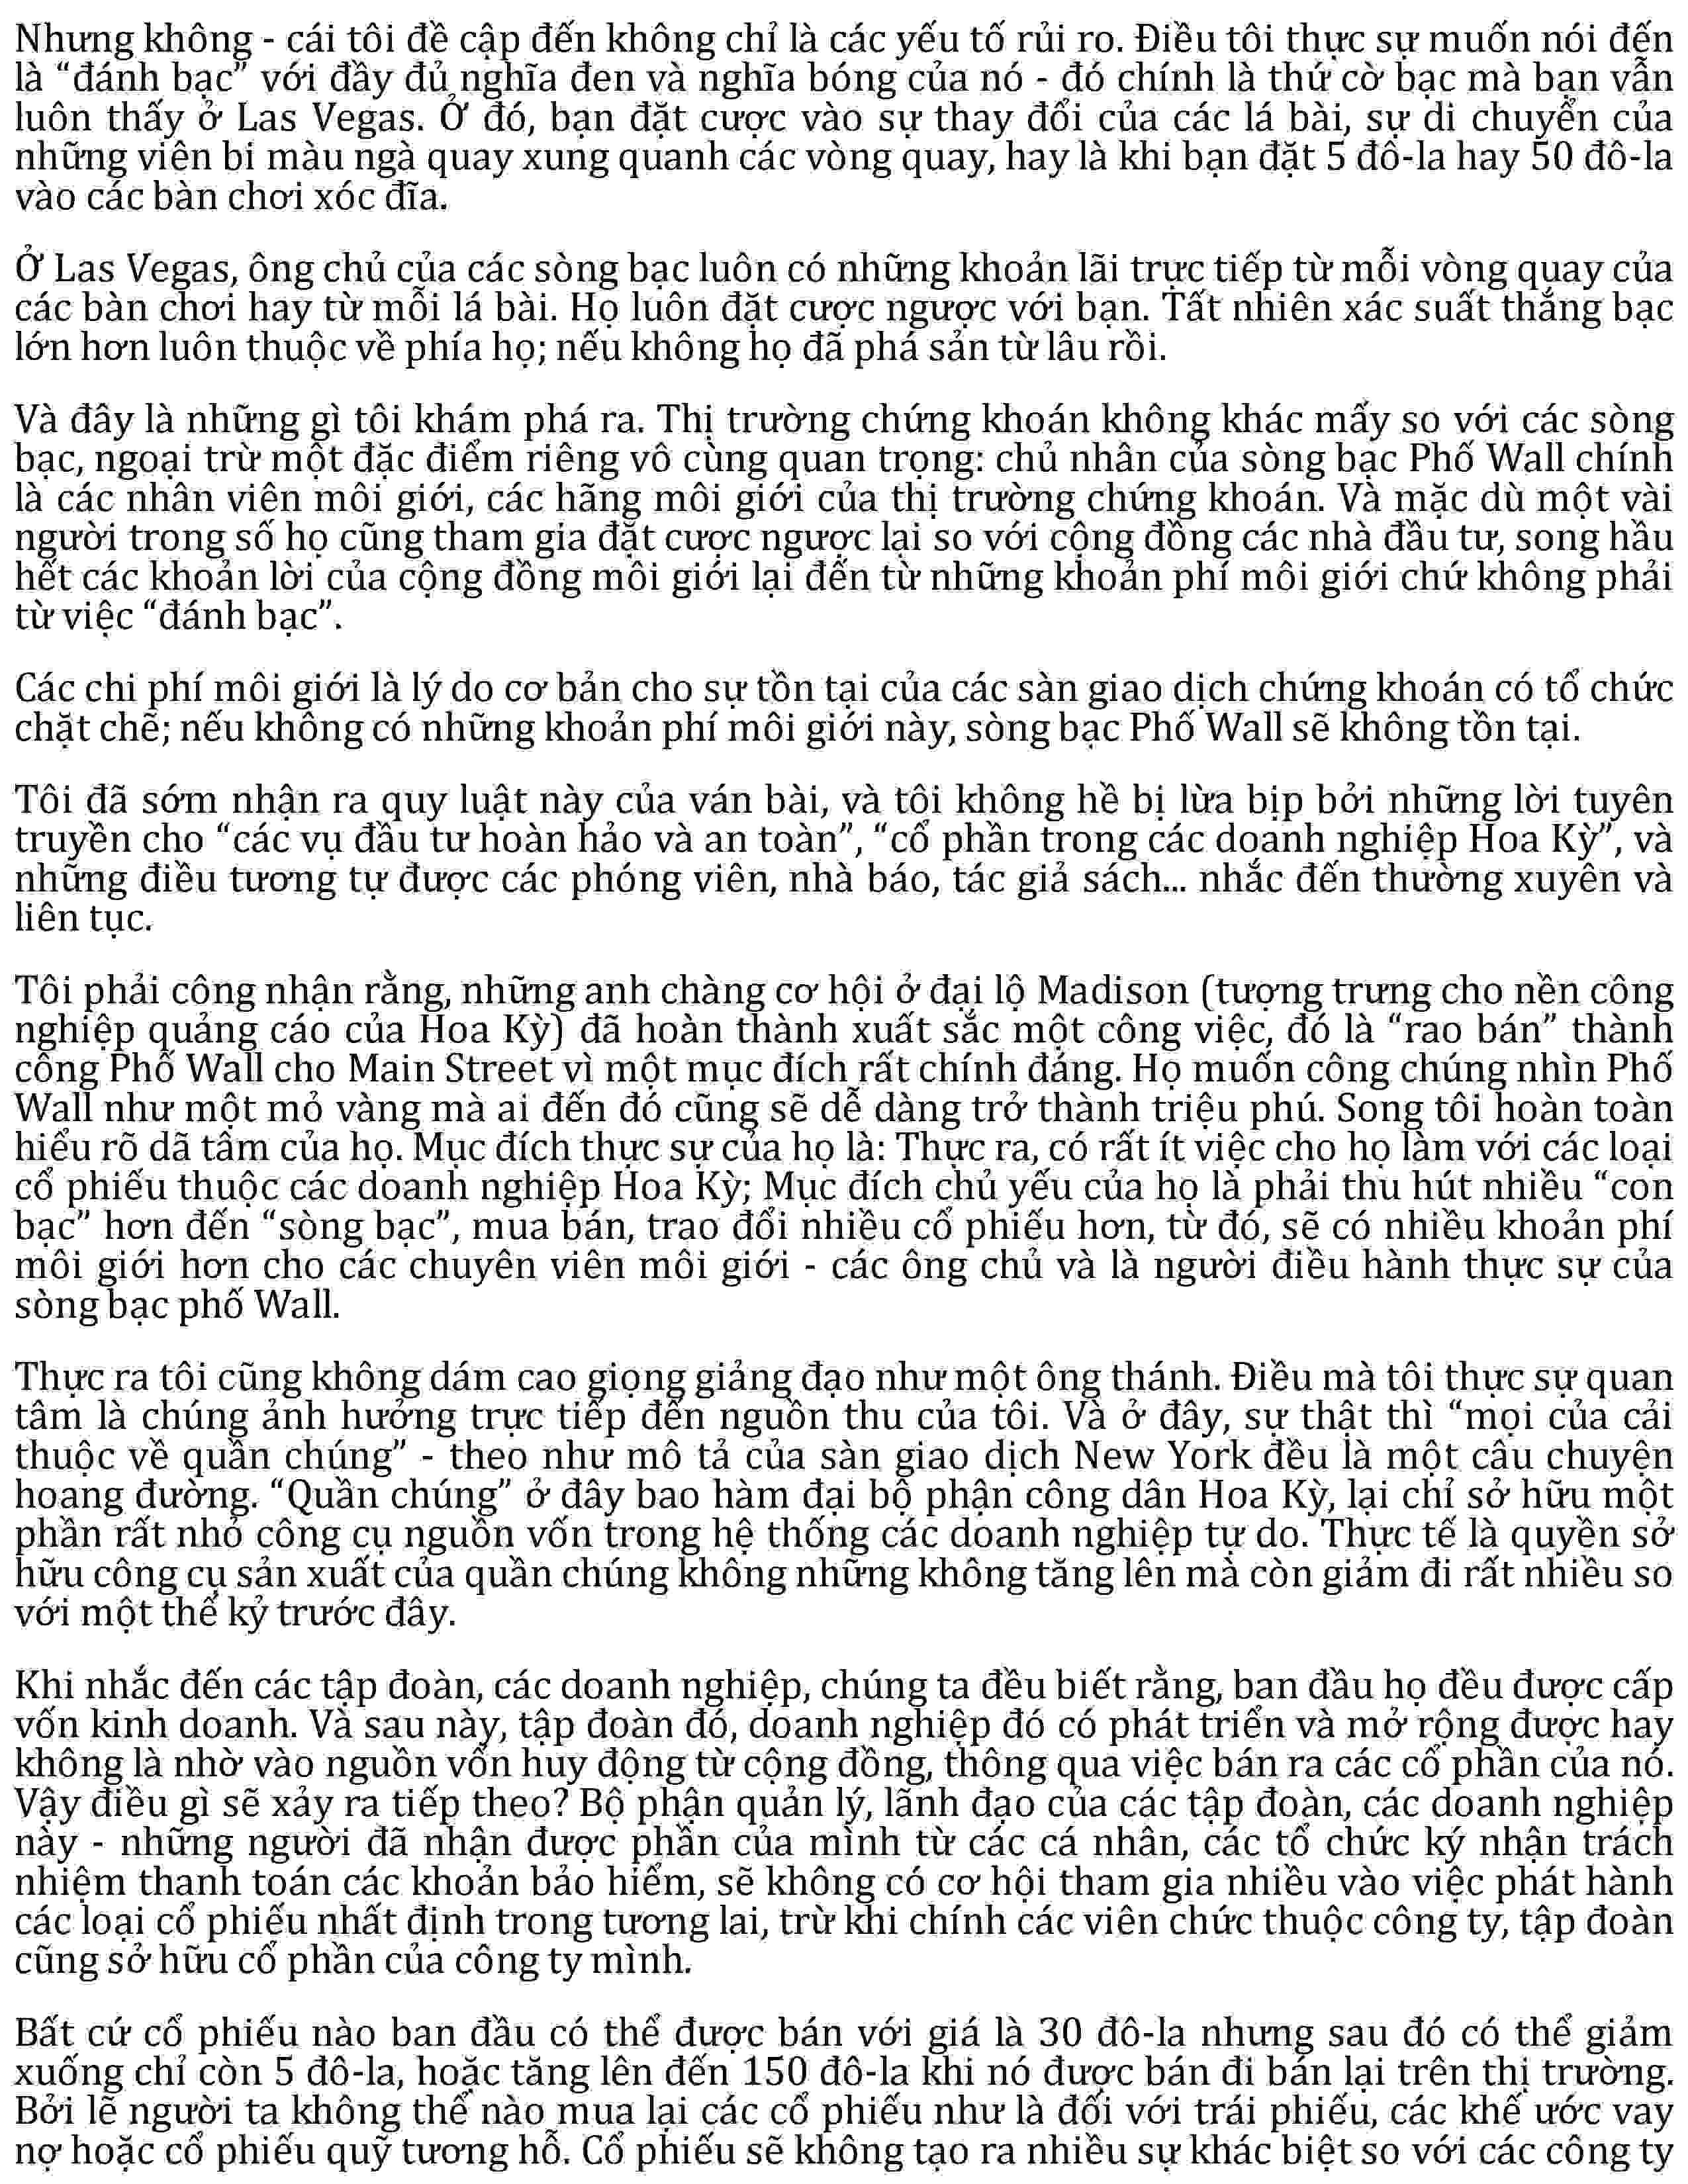 Nhưng không - cái tôi đề cập đến không chỉ là các yếu tố rủi ro. Điều tôi thực sự muốn nói đến
là “đánh bạc” với đầy đủ nghĩa đen và nghĩa bóng của nó - đó chính là thứ cờ bạc mà bạn vẫn
luôn thấy ở Las Vegas. Ở đó, bạn đặt cược vào sự thay đổi của các lá bài, sự di chuyển của
những viên bi màu ngà quay xung quanh các vòng quay, hay là khi bạn đặt 5 đô-la hay 50 đô-la
vào các bàn chơi xóc đĩa.
Ở Las Vegas, ông chủ của các sòng bạc luôn có những khoản lãi trực tiếp từ mỗi vòng quay của
các bàn chơi hay từ mỗi lá bài. Họ luôn đặt cược ngược với bạn. Tất nhiên xác suất thắng bạc
lớn hơn luôn thuộc về phía họ; nếu không họ đã phá sản từ lâu rồi.
Và đây là những gì tôi khám phá ra. Thị trường chứng khoán không khác mấy so với các sòng
bạc, ngoại trừ một đặc điểm riêng vô cùng quan trọng: chủ nhân của sòng bạc Phố Wall chính
là các nhân viên môi giới, các hãng môi giới của thị trường chứng khoán. Và mặc dù một vài
người trong số họ cũng tham gia đặt cược ngược lại so với cộng đồng các nhà đầu tư, song hầu
hết các khoản lời của cộng đồng môi giới lại đến từ những khoản phí môi giới chứ không phải
từ việc “đánh bạc”.
Các chi phí môi giới là lý do cơ bản cho sự tồn tại của các sàn giao dịch chứng khoán có tổ chức
chặt chẽ; nếu không có những khoản phí môi giới này, sòng bạc Phố Wall sẽ không tồn tại.
Tôi đã sớm nhận ra quy luật này của ván bài, và tôi không hề bị lừa bịp bởi những lời tuyên
truyền cho “các vụ đầu tư hoàn hảo và an toàn”, “cổ phần trong các doanh nghiệp Hoa Kỳ”, và
những điều tương tự được các phóng viên, nhà báo, tác giả sách... nhắc đến thường xuyên và
liên tục.
Tôi phải công nhận rằng, những anh chàng cơ hội ở đại lộ Madison (tượng trưng cho nền công
nghiệp quảng cáo của Hoa Kỳ) đã hoàn thành xuất sắc một công việc, đó là “rao bán” thành
công Phố Wall cho Main Street vì một mục đích rất chính đáng. Họ muốn công chúng nhìn Phố
Wall như một mỏ vàng mà ai đến đó cũng sẽ dễ dàng trở thành triệu phú. Song tôi hoàn toàn
hiểu rõ dã tâm của họ. Mục đích thực sự của họ là: Thực ra, có rất ít việc cho họ làm với các loại
cổ phiếu thuộc các doanh nghiệp Hoa Kỳ; Mục đích chủ yếu của họ là phải thu hút nhiều “con
bạc” hơn đến “sòng bạc”, mua bán, trao đổi nhiều cổ phiếu hơn, từ đó, sẽ có nhiều khoản phí
môi giới hơn cho các chuyên viên môi giới - các ông chủ và là người điều hành thực sự của
sòng bạc phố Wall.
Thực ra tôi cũng không dám cao giọng giảng đạo như một ông thánh. Điều mà tôi thực sự quan
tâm là chúng ảnh hưởng trực tiếp đến nguồn thu của tôi. Và ở đây, sự thật thì “mọi của cải
thuộc về quần chúng” - theo như mô tả của sàn giao dịch New York đều là một câu chuyện
hoang đường. “Quần chúng” ở đây bao hàm đại bộ phận công dân Hoa Kỳ, lại chỉ sở hữu một
phần rất nhỏ công cụ nguồn vốn trong hệ thống các doanh nghiệp tự do. Thực tế là quyền sở
hữu công cụ sản xuất của quần chúng không những không tăng lên mà còn giảm đi rất nhiều so
với một thế kỷ trước đây.
Khi nhắc đến các tập đoàn, các doanh nghiệp, chúng ta đều biết rằng, ban đầu họ đều được cấp
vốn kinh doanh. Và sau này, tập đoàn đó, doanh nghiệp đó có phát triển và mở rộng được hay
không là nhờ vào nguồn vốn huy động từ cộng đồng, thông qua việc bán ra các cổ phần của nó.
Vậy điều gì sẽ xảy ra tiếp theo? Bộ phận quản lý, lãnh đạo của các tập đoàn, các doanh nghiệp
này - những người đã nhận được phần của mình từ các cá nhân, các tổ chức ký nhận trách
nhiệm thanh toán các khoản bảo hiểm, sẽ không có cơ hội tham gia nhiều vào việc phát hành
các loại cổ phiếu nhất định trong tương lai, trừ khi chính các viên chức thuộc công ty, tập đoàn
cũng sở hữu cổ phần của công ty mình.
Bất cứ cổ phiếu nào ban đầu có thể được bán với giá là 30 đô-la nhưng sau đó có thể giảm
xuống chỉ còn 5 đô-la, hoặc tăng lên đến 150 đô-la khi nó được bán đi bán lại trên thị trường.
Bởi lẽ người ta không thể nào mua lại các cổ phiếu như là đối với trái phiếu, các khế ước vay
nợ hoặc cổ phiếu quỹ tương hỗ. Cổ phiếu sẽ không tạo ra nhiều sự khác biệt so với các công ty